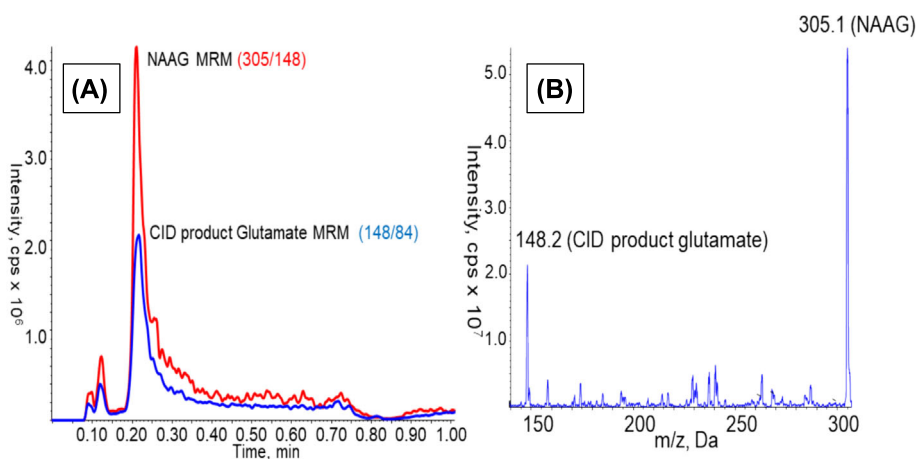 (A)
NAAG MRM (305/148)
CID product Glutamate MRM (148/84)
Intensity, cps x 10⁶
4.0
3.0
2.0
1.0
0.10 0.20 0.30 0.40 0.50 0.60 0.70 0.80 0.90 1.00
Time, min
305.1 (NAAG)
(B)
148.2 (CID product glutamate)
Intensity, cps x 10⁷
5.0
4.0
3.0
2.0
1.0
150 200 250 300
m/z, Da